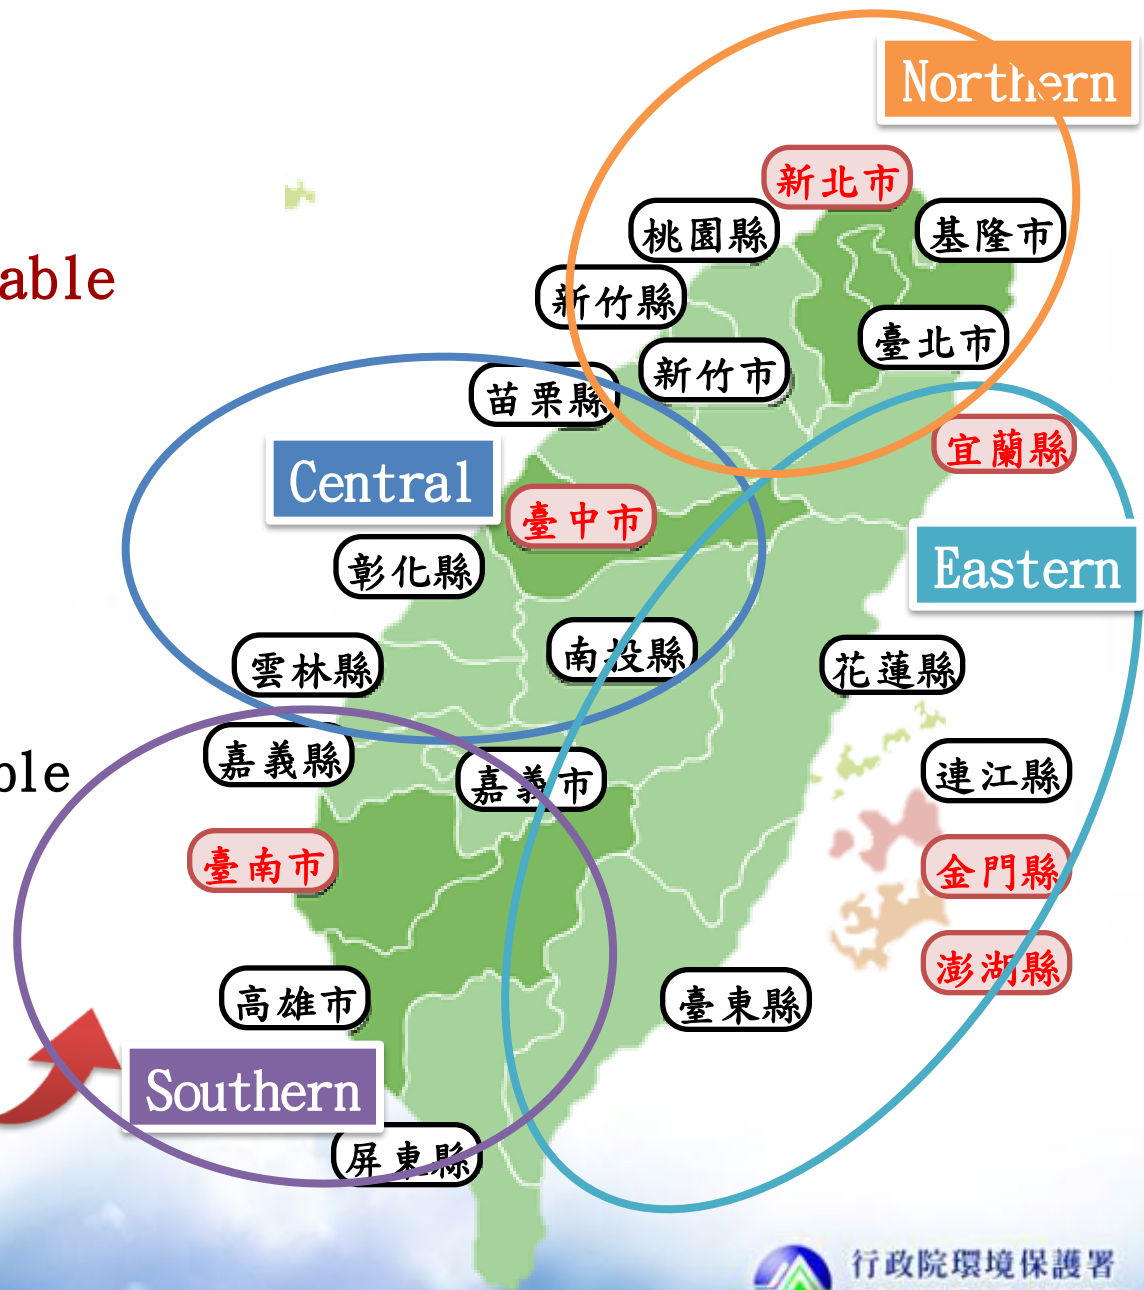 Northern
新北市
桃園縣
基隆市
able
新竹縣
臺北市
新竹市
苗栗縣
宜蘭縣
Central
臺中市
彰化縣
Eastern
南投縣
雲林縣
花蓮縣
嘉義縣
嘉義市
連江縣
ble
臺南市
金門縣
澎湖縣
高雄市
臺東縣
Southern
屏東縣
行政院環境保護署